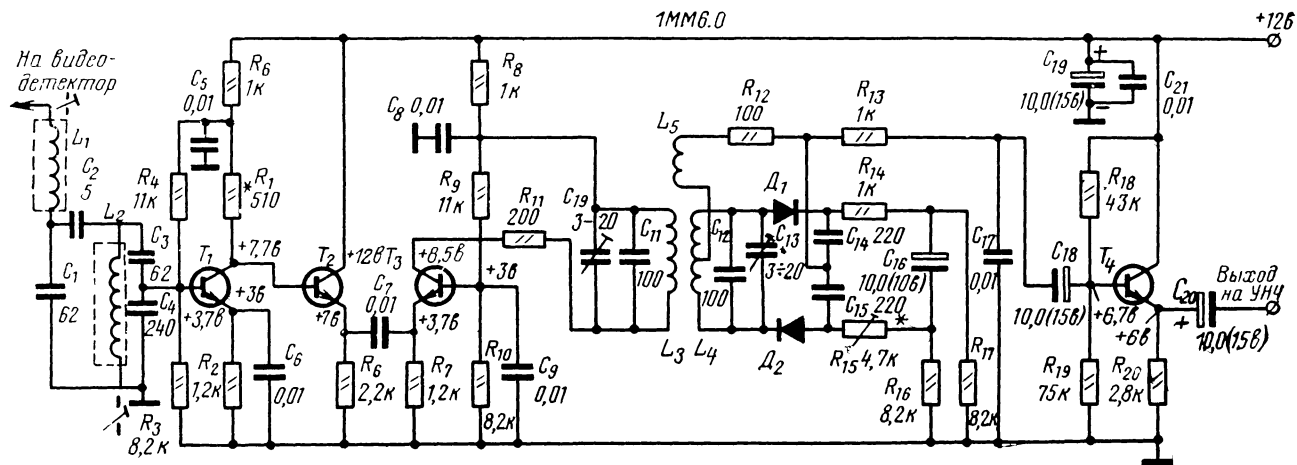 1ММ6.0
+12в
На видео-
детектор
L1
C2
5
L2
C1
62
C3
62
C4
240
R3
8,2к
R4
11к
C5
0,01
R6
1к
*R1
510
T1
+7,7в
+3в
+3,7в
R2
1,2к
C6
0,01
T2
+12в
+7в
C7
0,01
R6
2,2к
T3
+8,5в
+3в
+3,7в
R7
1,2к
R8
1к
C8 0,01
R9
11к
R10
8,2к
C9
0,01
R11
200
C19
3-20
C11
100
L3
L4
L5
R12
100
C12
100
C13
3÷20
Д1
Д2
R13
1к
R14
1к
C14 220
C15
220
R15 4,7к
*
C16
10,0(10в)
R16
8,2к
R17
8,2к
C17
0,01
C18
10,0(15в)
C19
+
10,0(15в)
−
C21
0,01
R18
43к
T4
+6,7в
+6в
R19
75к
R20
2,8к
C20
+
10,0(15в)
Выход
на УНЧ